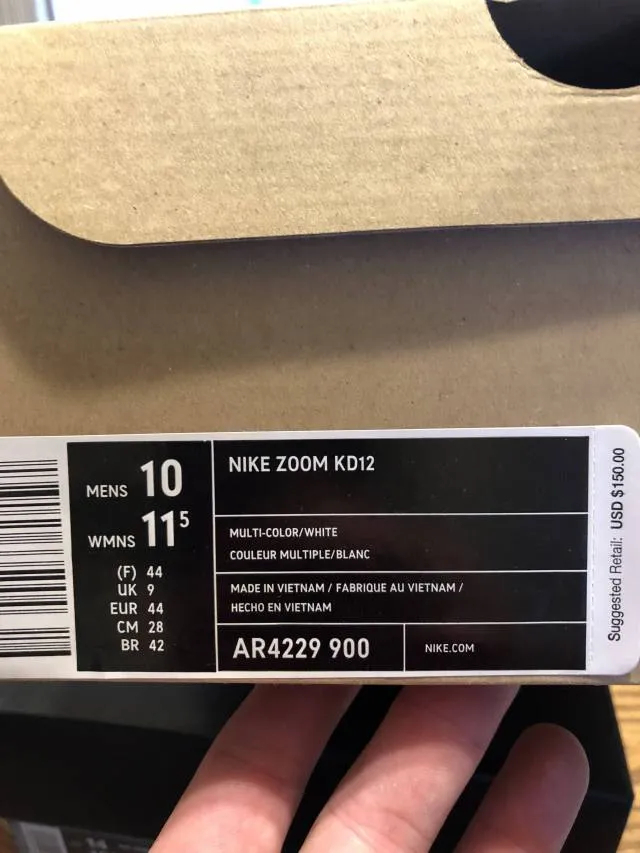 MENS 10
WMNS 11⁵
(F) 44
UK 9
EUR 44
CM 28
BR 42
NIKE ZOOM KD12
MULTI-COLOR/WHITE
COULEUR MULTIPLE/BLANC
MADE IN VIETNAM / FABRIQUE AU VIETNAM /
HECHO EN VIETNAM
AR4229 900
NIKE.COM
Suggested Retail: USD $150.00